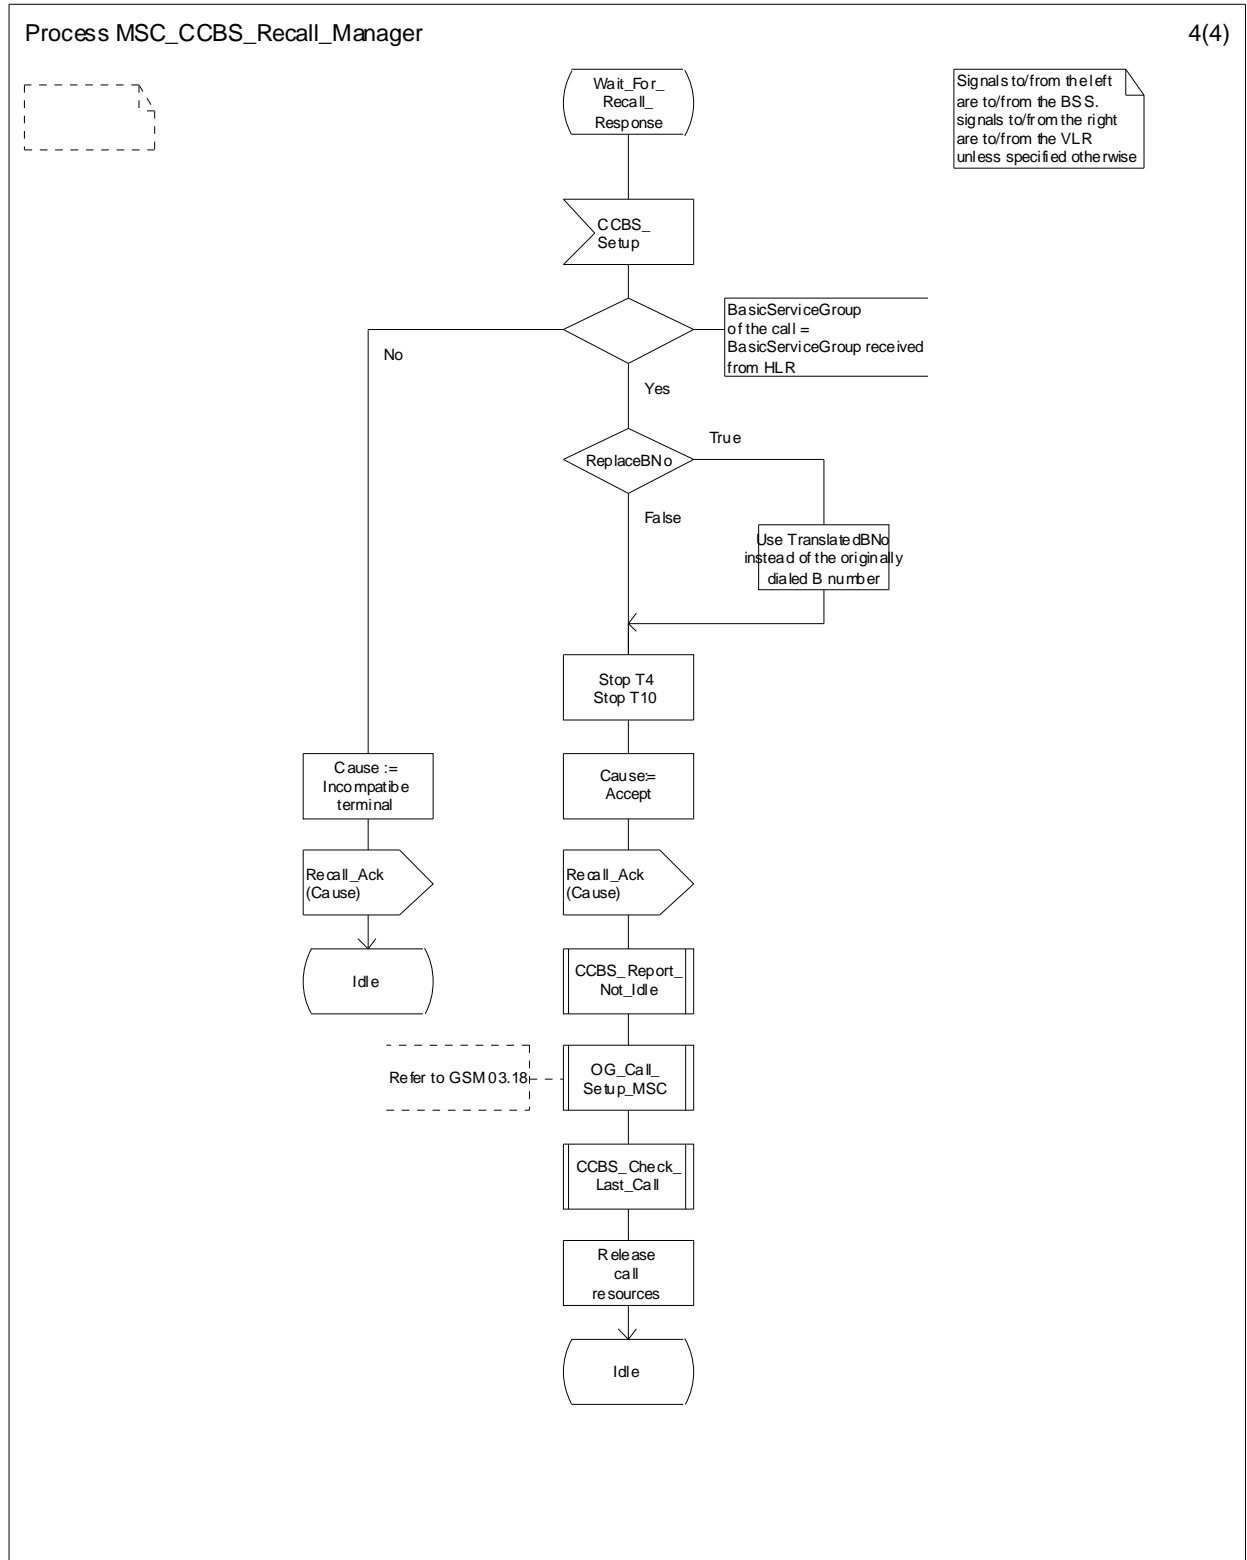 Process MSC_CCBS_Recall_Manager
4(4)
Wait_For_
Recall_
Response
Signals to/from the left
are to/from the BSS.
signals to/from the right
are to/from the VLR
unless specified otherwise
CCBS_
Setup
BasicServiceGroup
of the call =
BasicServiceGroup received
from HLR
No
Yes
ReplaceBNo
True
False
Use TranslatedBNo
instead of the originally
dialed B number
Stop T4
Stop T10
Cause :=
Incompatibe
terminal
Cause:=
Accept
Recall_Ack
(Cause)
Recall_Ack
(Cause)
Idle
CCBS_Report_
Not_Idle
Refer to GSM 03.18
OG_Call_
Setup_MSC
CCBS_Check_
Last_Call
Release
call
resources
Idle